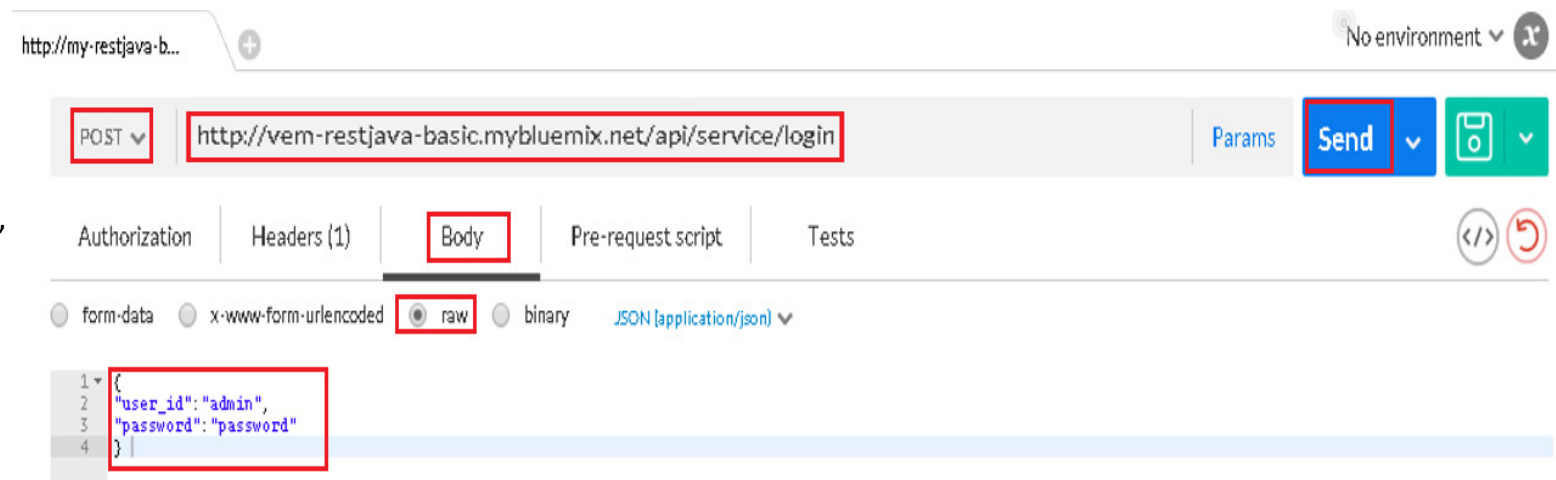 http://my-restjava-b...
No environment
POST http://vem-restjava-basic.mybluemix.net/api/service/login Params Send
Authorization Headers (1) Body Pre-request script Tests
form-data x-www-form-urlencoded raw binary JSON (application/json)
1 {
2 "user_id":"admin",
3 "password":"password"
4 }